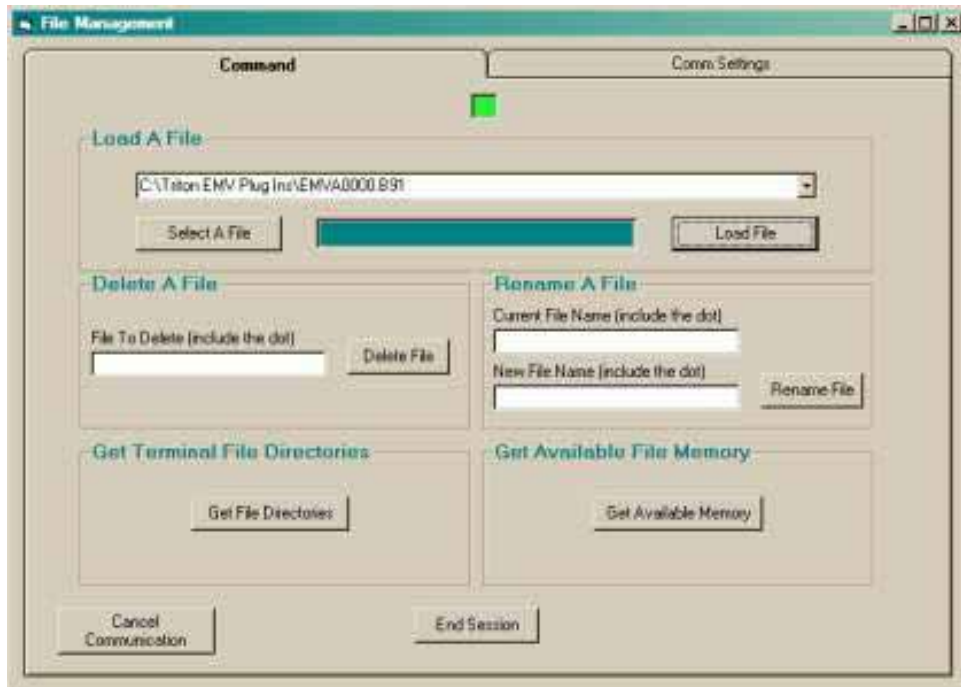 File Management
Command
Comm Settings
Load A File
C:\Triton EMV Plug Ins\EMVA0000.B91
Select A File
Load File
Delete A File
File To Delete (include the dot)
Delete File
Rename A File
Current File Name (include the dot)
New File Name (include the dot)
Rename File
Get Terminal File Directories
Get File Directories
Get Available File Memory
Get Available Memory
Cancel
Communication
End Session